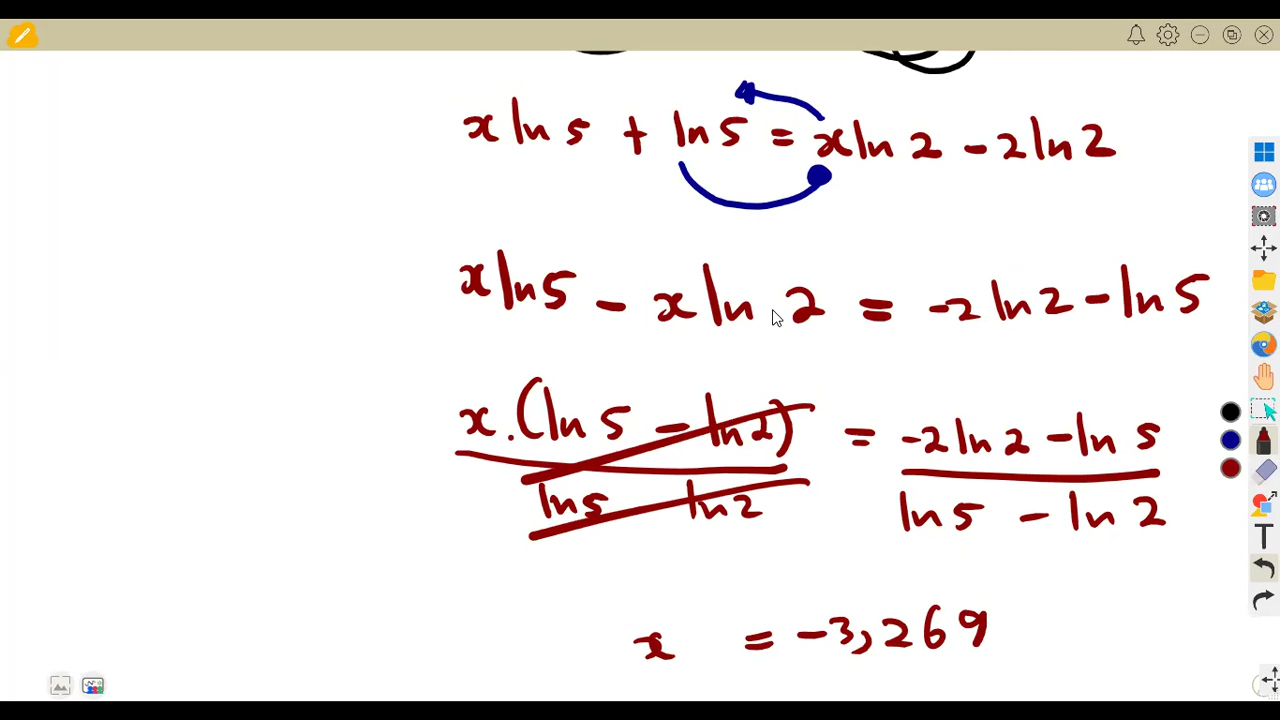 x ln 5 + ln 5 = x ln 2 - 2 ln 2
x ln 5 - x ln 2 = -2 ln 2 - ln 5
x.(ln 5 - ln 2) = -2 ln 2 - ln 5
ln 5 ln 2 ln 5 - ln 2
x = -3,269
T